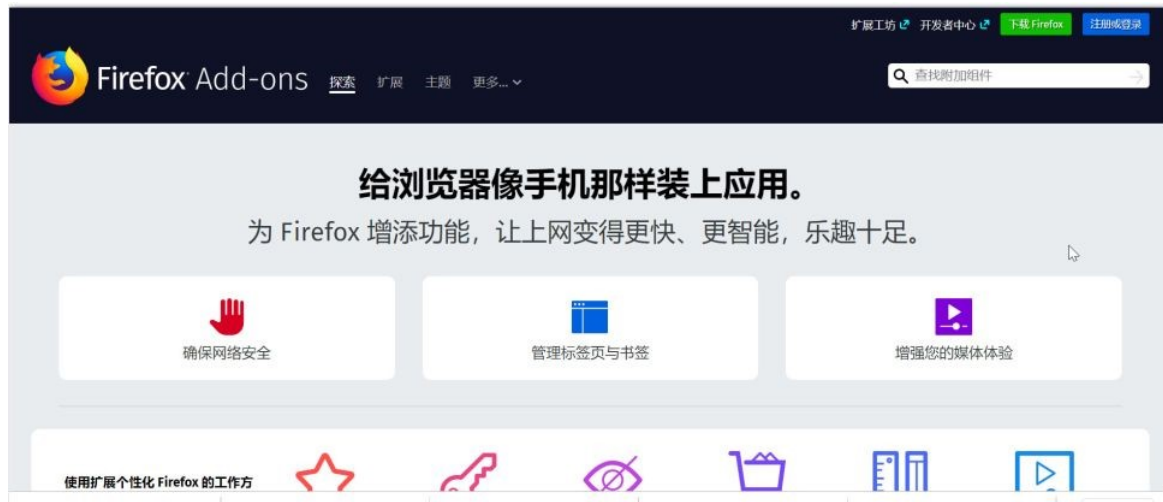 扩展工坊 开发者中心 下载 Firefox 注册或登录
Firefox Add-ons 探索 扩展 主题 更多... 查找附加组件
给浏览器像手机那样装上应用。
为 Firefox 增添功能，让上网变得更快、更智能，乐趣十足。
确保网络安全 管理标签页与书签 增强您的媒体体验
使用扩展个性化 Firefox 的工作方